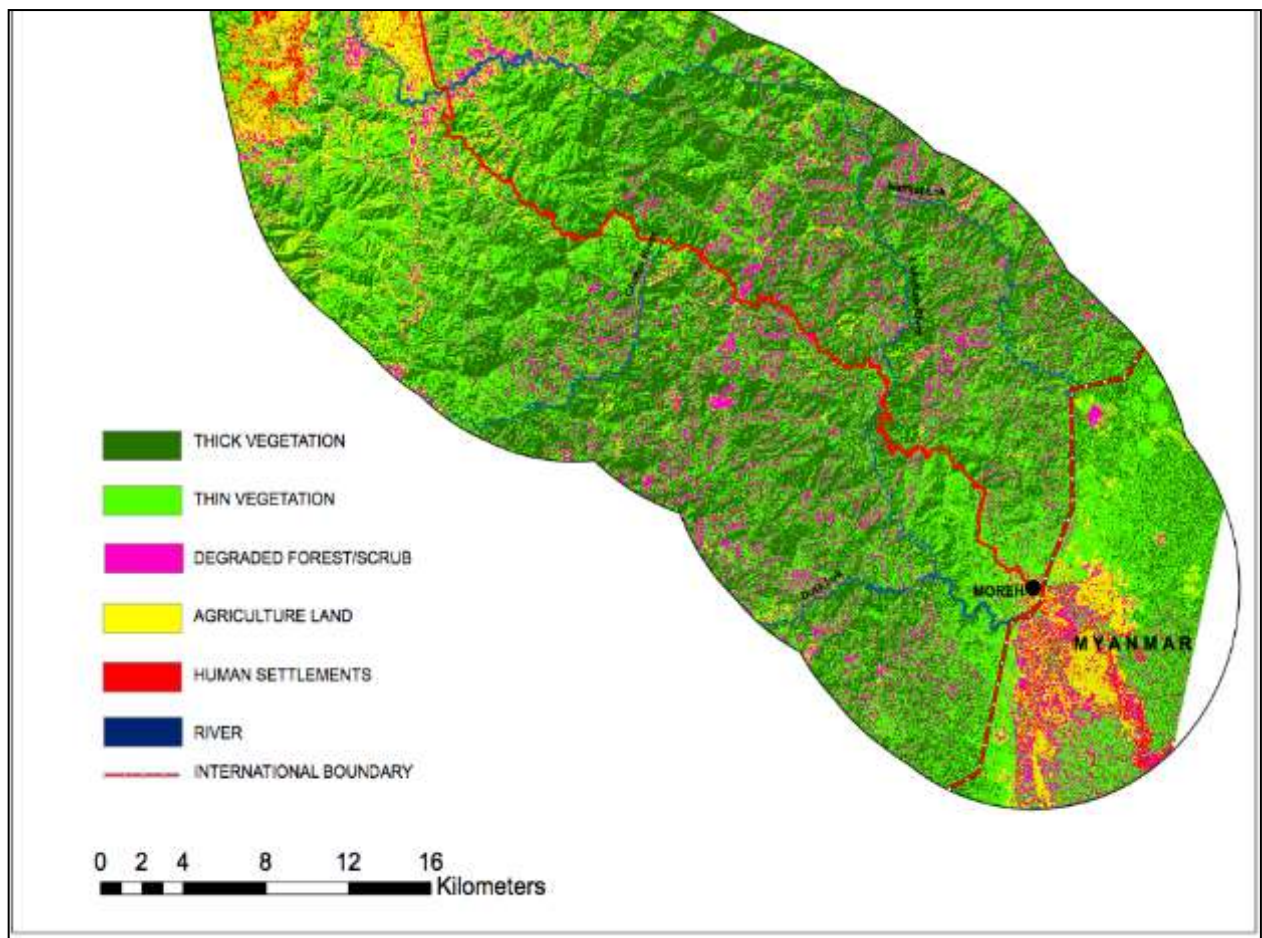 THICK VEGETATION
THIN VEGETATION
DEGRADED FOREST/SCRUB
AGRICULTURE LAND
HUMAN SETTLEMENTS
RIVER
INTERNATIONAL BOUNDARY
MOREH
MYANMAR
0 2 4 8 12 16
Kilometers